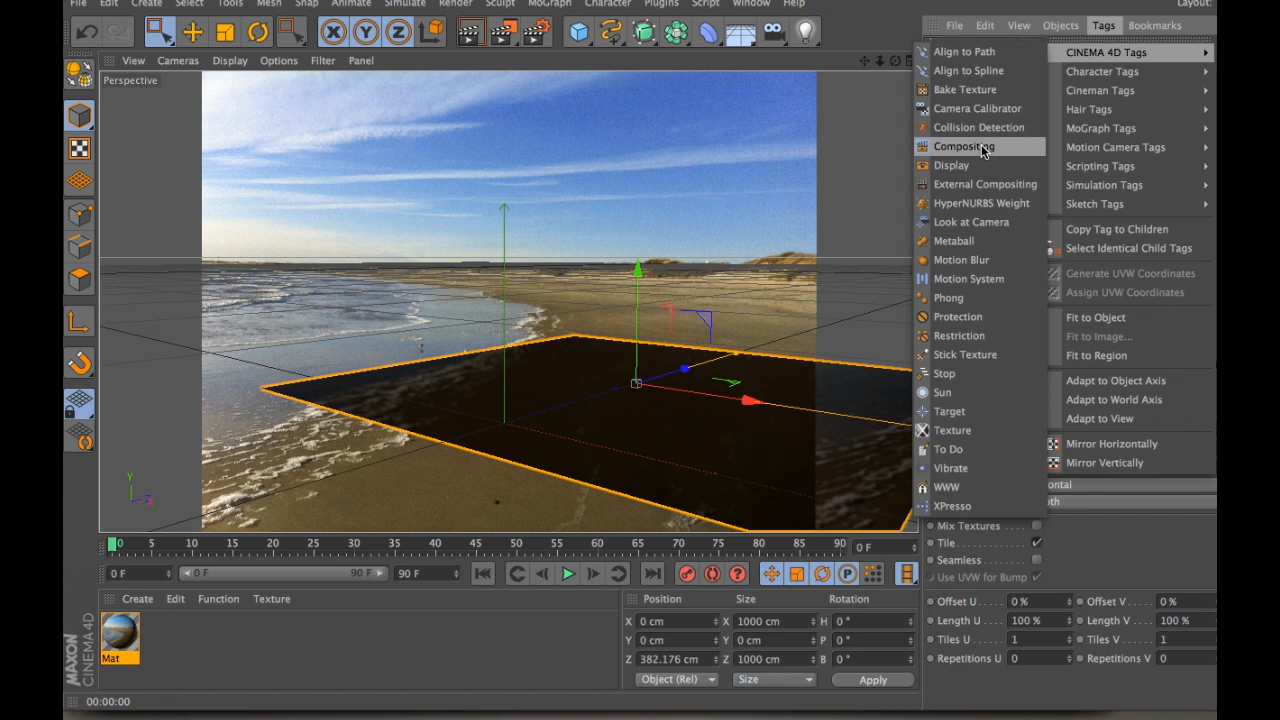 File Edit Create Select Tools Mesh Snap Animate Simulate Render Sculpt MoGraph Character Plugins Script Window Help Layout:
File Edit View Objects Tags Bookmarks
View Cameras Display Options Filter Panel
Perspective
Align to Path
Align to Spline
Bake Texture
Camera Calibrator
Collision Detection
Compositing
Display
External Compositing
HyperNURBS Weight
Look at Camera
Metaball
Motion Blur
Motion System
Phong
Protection
Restriction
Stick Texture
Stop
Sun
Target
Texture
To Do
Vibrate
WWW
XPresso
CINEMA 4D Tags
Character Tags
Cineman Tags
Hair Tags
MoGraph Tags
Motion Camera Tags
Scripting Tags
Simulation Tags
Sketch Tags
Copy Tag to Children
Select Identical Child Tags
Generate UVW Coordinates
Assign UVW Coordinates
Fit to Object
Fit to Image...
Fit to Region
Adapt to Object Axis
Adapt to World Axis
Adapt to View
Mirror Horizontally
Mirror Vertically
Mix Textures
Tile
Seamless
Use UVW for Bump
Offset U 0 % Offset V 0 %
Length U 100 % Length V 100 %
Tiles U 1 Tiles V 1
Repetitions U 0 Repetitions V 0
Y
Z
0 5 10 15 20 25 30 35 40 45 50 55 60 65 70 75 80 85 90 0 F
0 F 0 F 90 F 90 F
Create Edit Function Texture
Mat
Position Size Rotation
X 0 cm X 1000 cm H 0 °
Y 0 cm Y 0 cm P 0 °
Z 382.176 cm Z 1000 cm B 0 °
Object (Rel) Size Apply
MAXON
CINEMA 4D
00:00:00